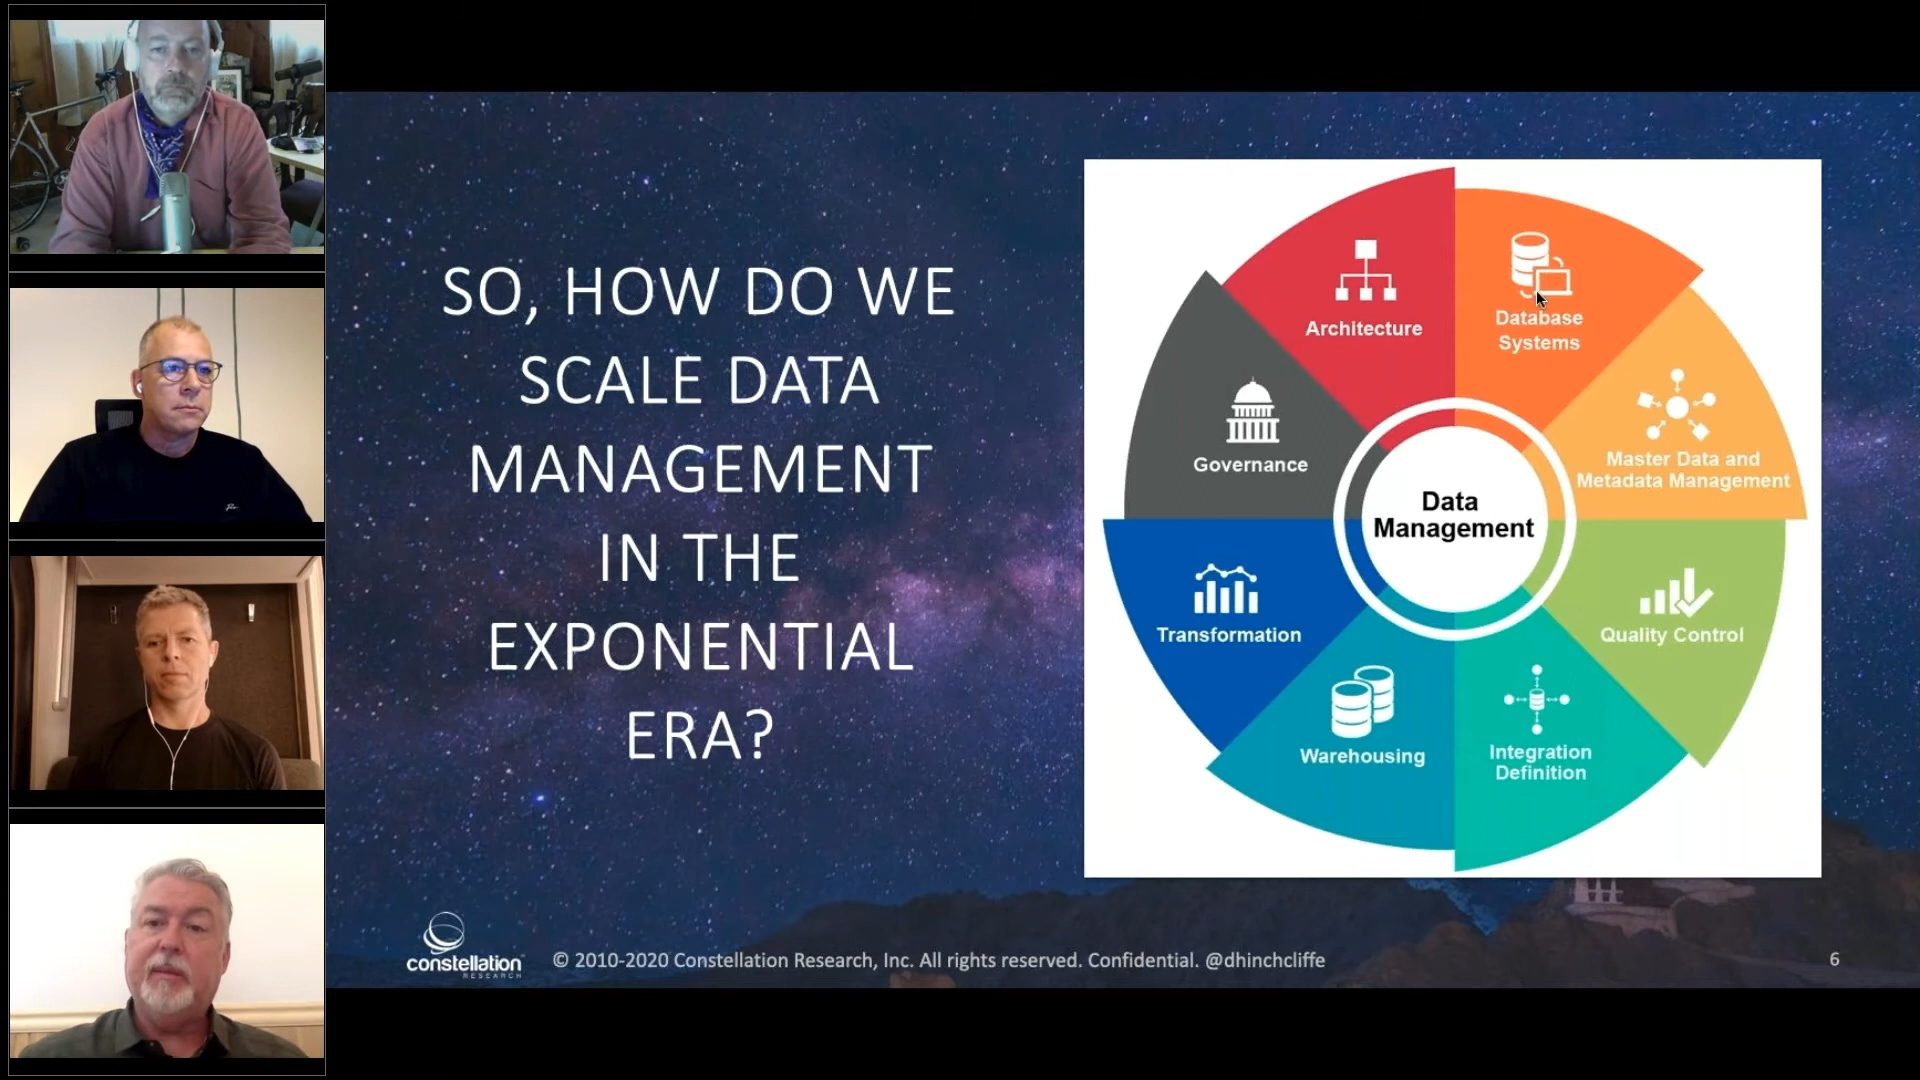 SO, HOW DO WE
SCALE DATA
MANAGEMENT
IN THE
EXPONENTIAL
ERA?
Architecture
Database
Systems
Governance
Master Data and
Metadata Management
Data
Management
Transformation
Quality Control
Warehousing
Integration
Definition
constellation
RESEARCH
© 2010-2020 Constellation Research, Inc. All rights reserved. Confidential. @dhinchcliffe
6